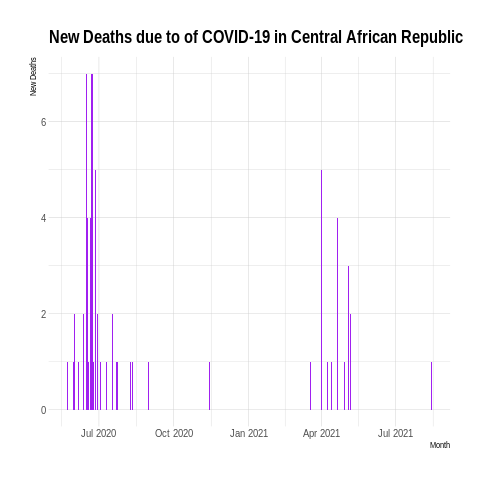 New Deaths due to of COVID-19 in Central African Republic
New Deaths
6
4
2
0
Jul 2020 Oct 2020 Jan 2021 Apr 2021 Jul 2021
Month